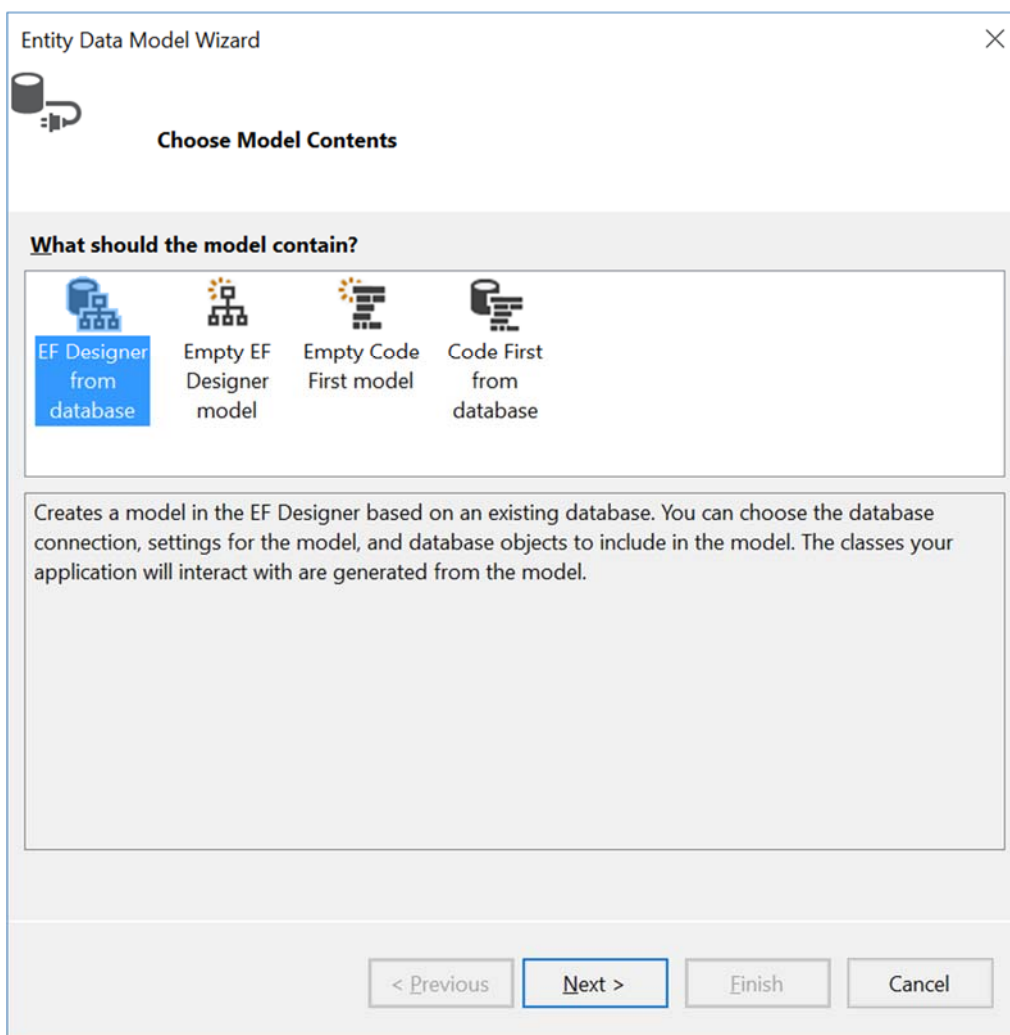 Entity Data Model Wizard
Choose Model Contents
What should the model contain?
EF Designer
from
database
Empty EF
Designer
model
Empty Code
First model
Code First
from
database
Creates a model in the EF Designer based on an existing database. You can choose the database
connection, settings for the model, and database objects to include in the model. The classes your
application will interact with are generated from the model.
< Previous
Next >
Finish
Cancel